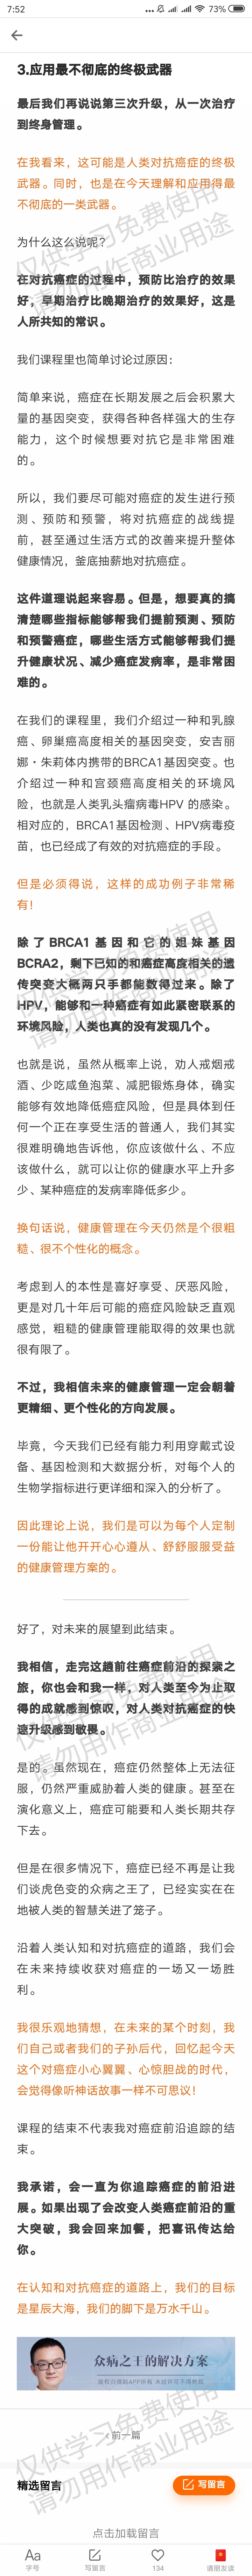 7:52
73%
3.应用最不彻底的终极武器
最后我们再说说第三次升级，从一次治疗
到终身管理。
在我看来，这可能是人类对抗癌症的终极
武器。同时，也是在今天理解和应用得最
不彻底的一类武器。
为什么这么说呢？
在对抗癌症的过程中，预防比治疗的效果
好，早期治疗比晚期治疗的效果好，这是
人所共知的常识。
我们课程里也简单讨论过原因：
简单来说，癌症在长期发展之后会积累大
量的基因突变，获得各种各样强大的生存
能力，这个时候想要对抗它是非常困难
的。
所以，我们要尽可能对癌症的发生进行预
测、预防和预警，将对抗癌症的战线提
前，甚至通过生活方式的改善来提升整体
健康情况，釜底抽薪地对抗癌症。
这件道理说起来容易。但是，想要真的搞
清楚哪些指标能够帮我们提前预测、预防
和预警癌症，哪些生活方式能够帮我们提
升健康状况、减少癌症发病率，是非常困
难的。
在我们的课程里，我们介绍过一种和乳腺
癌、卵巢癌高度相关的基因突变，安吉丽
娜·朱莉体内携带的BRCA1基因突变。也
介绍过一种和宫颈癌高度相关的环境风
险，也就是人类乳头瘤病毒HPV 的感染。
相对应的，BRCA1基因检测、HPV病毒疫
苗，也已经成了有效的对抗癌症的手段。
但是必须得说，这样的成功例子非常稀
有！
除了BRCA1基因和它的姐妹基因
BCRA2，剩下已知的和癌症高度相关的遗
传突变大概两只手都能数得过来。除了
HPV，能够和一种癌症有如此紧密联系的
环境风险，人类也真的没有发现几个。
也就是说，虽然从概率上说，劝人戒烟戒
酒、少吃咸鱼泡菜、减肥锻炼身体，确实
能够有效地降低癌症风险，但是具体到任
何一个正在享受生活的普通人，我们其实
很难明确地告诉他，你应该做什么、不应
该做什么，就可以让你的健康水平上升多
少、某种癌症的发病率降低多少。
换句话说，健康管理在今天仍然是个很粗
糙、很不个性化的概念。
考虑到人的本性是喜好享受、厌恶风险，
更是对几十年后可能的癌症风险缺乏直观
感觉，粗糙的健康管理能取得的效果也就
很有限了。
不过，我相信未来的健康管理一定会朝着
更精细、更个性化的方向发展。
毕竟，今天我们已经有能力利用穿戴式设
备、基因检测和大数据分析，对每个人的
生物学指标进行更详细和深入的分析了。
因此理论上说，我们是可以为每个人定制
一份能让他开开心心遵从、舒舒服服受益
的健康管理方案的。
好了，对未来的展望到此结束。
我相信，走完这趟前往癌症前沿的探索之
旅，你也会和我一样，对人类至今为止取
得的成就感到惊叹，对人类对抗癌症的快
速升级感到敬畏。
是的。虽然现在，癌症仍然整体上无法征
服，仍然严重威胁着人类的健康。甚至在
演化意义上，癌症可能要和人类长期共存
下去。
但是在很多情况下，癌症已经不再是让我
们谈虎色变的众病之王了，已经实实在在
地被人类的智慧关进了笼子。
沿着人类认知和对抗癌症的道路，我们会
在未来持续收获对癌症的一场又一场胜
利。
我很乐观地猜想，在未来的某个时刻，我
们自己或者我们的子孙后代，回忆起今天
这个对癌症小心翼翼、心惊胆战的时代，
会觉得像听神话故事一样不可思议！
课程的结束不代表我对癌症前沿追踪的结
束。
我承诺，会一直为你追踪癌症的前沿进
展。如果出现了会改变人类癌症前沿的重
大突破，我会回来加餐，把喜讯传达给
你。
在认知和对抗癌症的道路上，我们的目标
是星辰大海，我们的脚下是万水千山。
众病之王的解决方案
版权归得到APP所有 未经许可不得转载
前一篇
精选留言
写留言
点击加载留言
Aa
字号
写留言
134
请朋友读
仅供学习免费使用
请勿用作商业用途
仅供学习免费使用
请勿用作商业用途
仅供学习免费使用
请勿用作商业用途
仅供学习免费使用
请勿用作商业用途